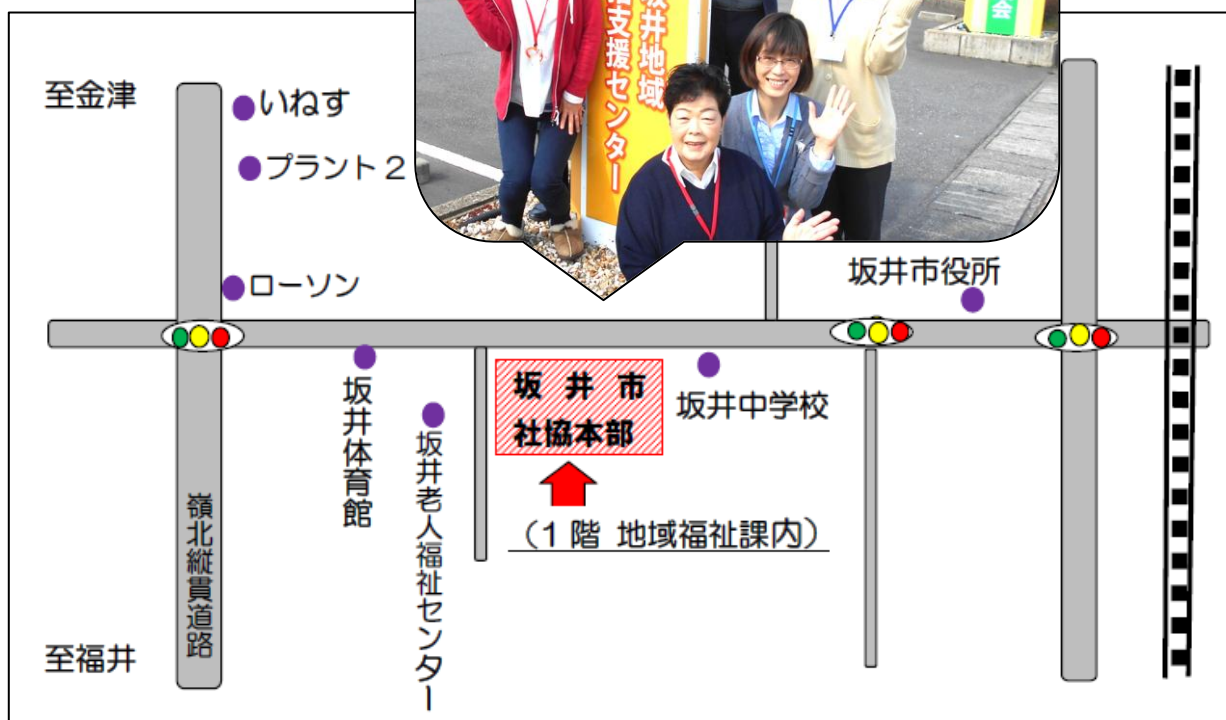 会
坂井地域
支援センター
至金津
いねす
プラント2
ローソン
坂井市役所
坂井体育館
坂井老人福祉センター
坂井市
社協本部
坂井中学校
(1階 地域福祉課内)
嶺北縦貫道路
至福井